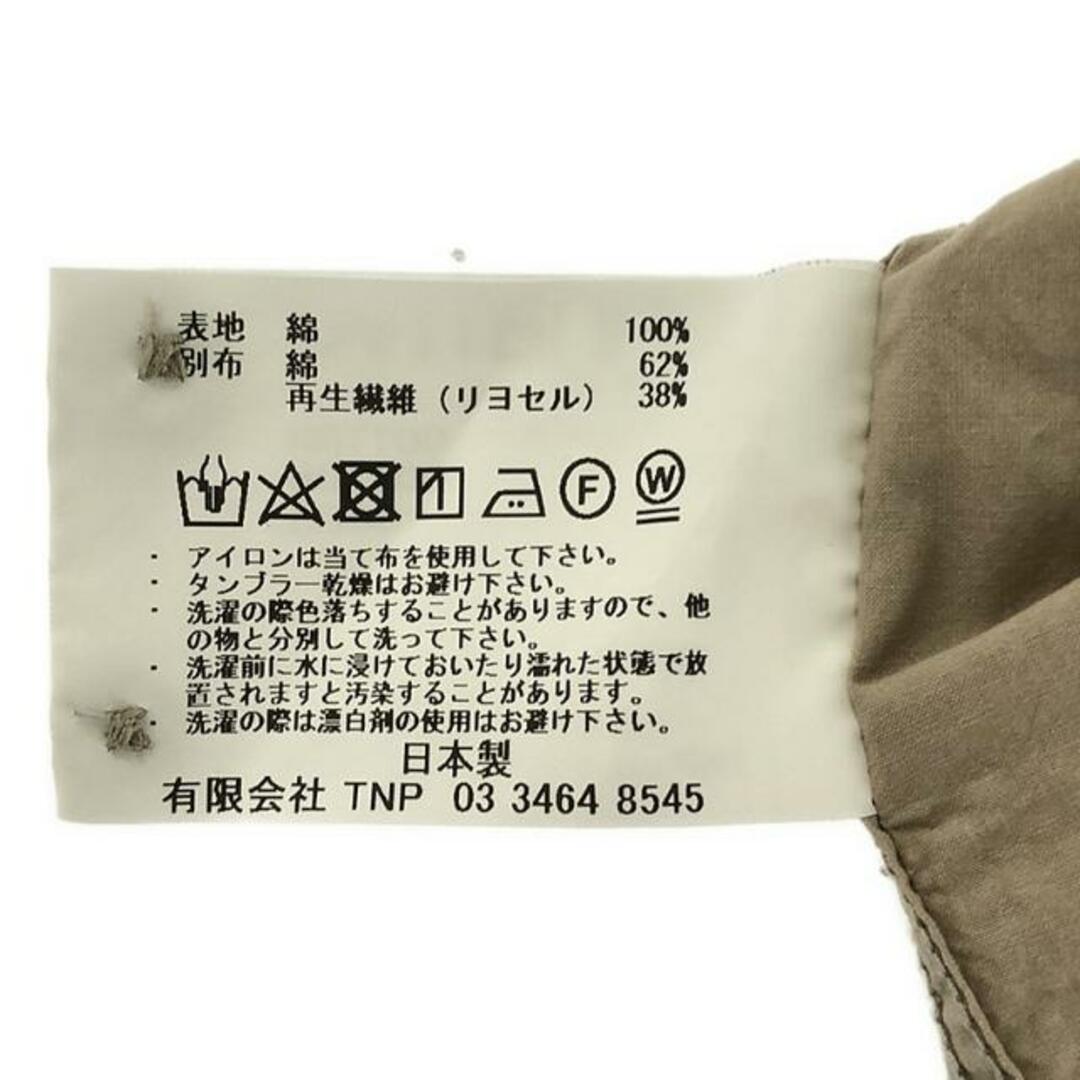 表地 綿 100%
別布 綿 62%
再生繊維（リヨセル） 38%
F W
・ アイロンは当て布を使用して下さい。
・ タンブラー乾燥はお避け下さい。
・ 洗濯の際色落ちすることがありますので、他
の物と分別して洗って下さい。
・ 洗濯前に水に浸けておいたり濡れた状態で放
置されますと汚染することがあります。
・ 洗濯の際は漂白剤の使用はお避け下さい。
日本製
有限会社 TNP 03 3464 8545